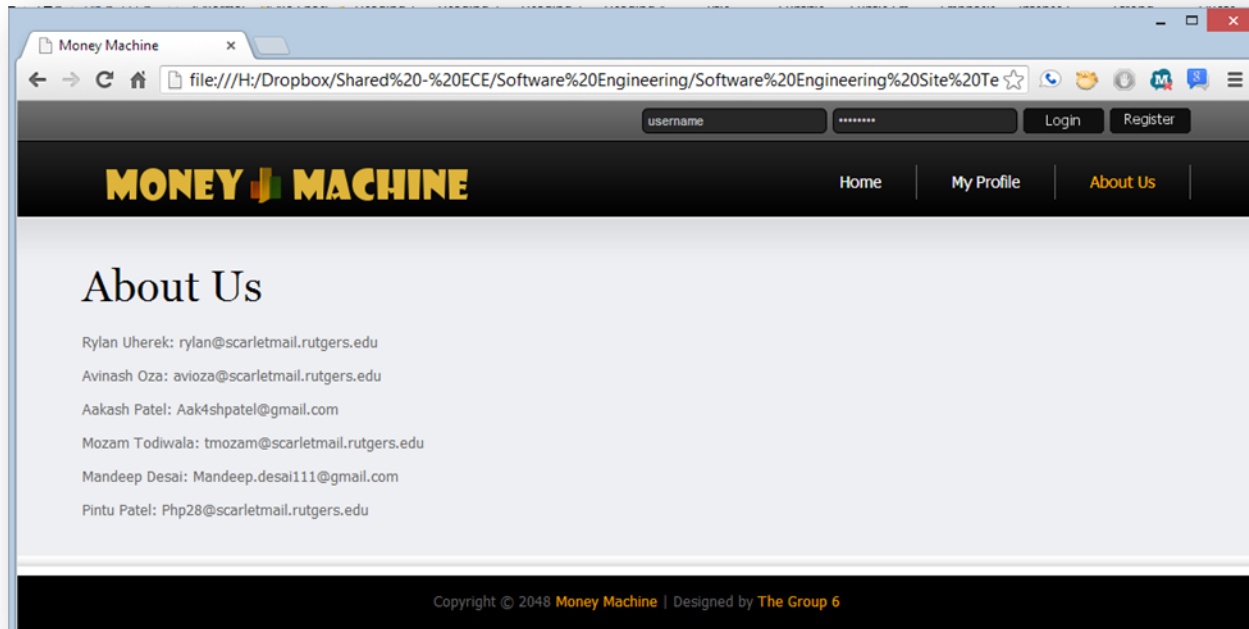 Money Machine
file:///H:/Dropbox/Shared%20-%20ECE/Software%20Engineering/Software%20Engineering%20Site%20Te
username
Login
Register
MONEY MACHINE
Home
My Profile
About Us
About Us
Rylan Uherek: rylan@scarletmail.rutgers.edu
Avinash Oza: avioza@scarletmail.rutgers.edu
Aakash Patel: Aak4shpatel@gmail.com
Mozam Todiwala: tmozam@scarletmail.rutgers.edu
Mandeep Desai: Mandeep.desai111@gmail.com
Pintu Patel: Php28@scarletmail.rutgers.edu
Copyright © 2048 Money Machine | Designed by The Group 6